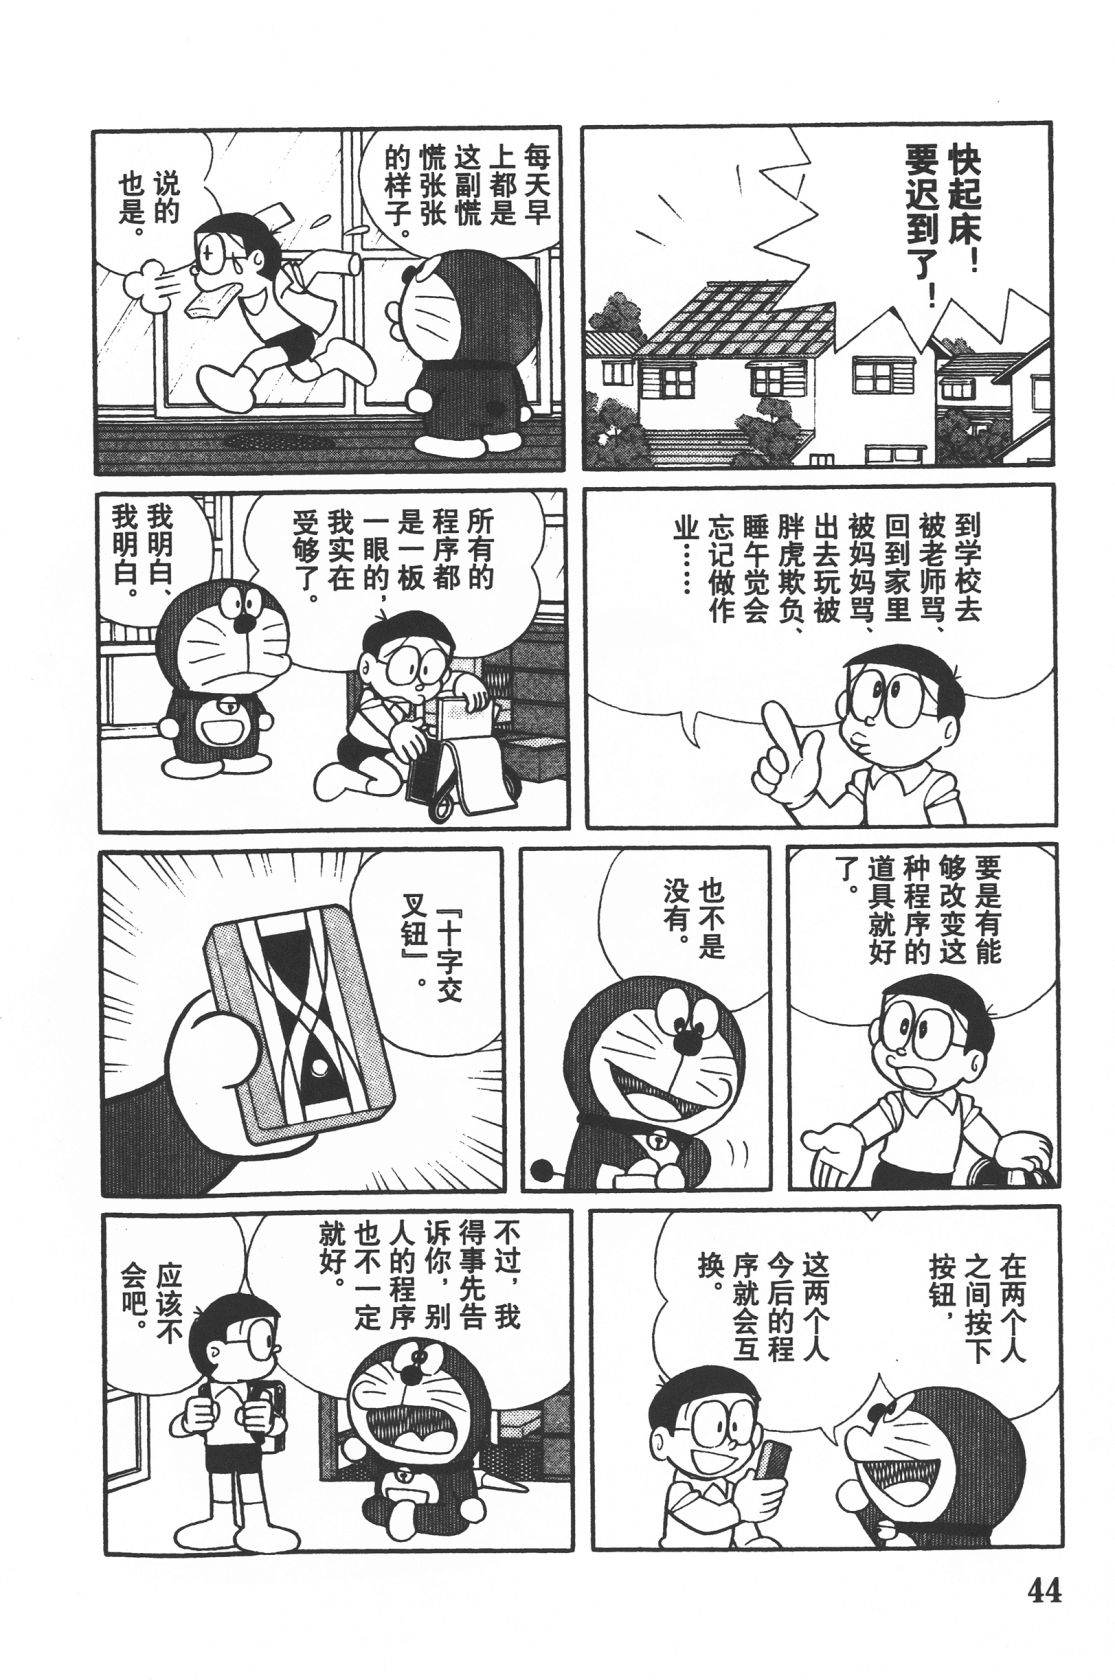 快起床！
要迟到了！
每天早
上都是
这副慌
慌张张
的样子。
说的
也是。
到学校去
被老师骂、
回到家里
被妈妈骂、
出去玩被
胖虎欺负、
睡午觉会
忘记做作
业……
所有的
程序都
是一板
一眼的，
我实在
受够了。
我明白、
我明白。
要是有能
够改变这
种程序的
道具就好
了。
也不是
没有。
『十字交
叉钮』。
在两个人
之间按下
按钮，
这两个人
今后的程
序就会互
换。
不过，我
得事先告
诉你，别
人的程序
也不一定
就好。
应该不
会吧。
44